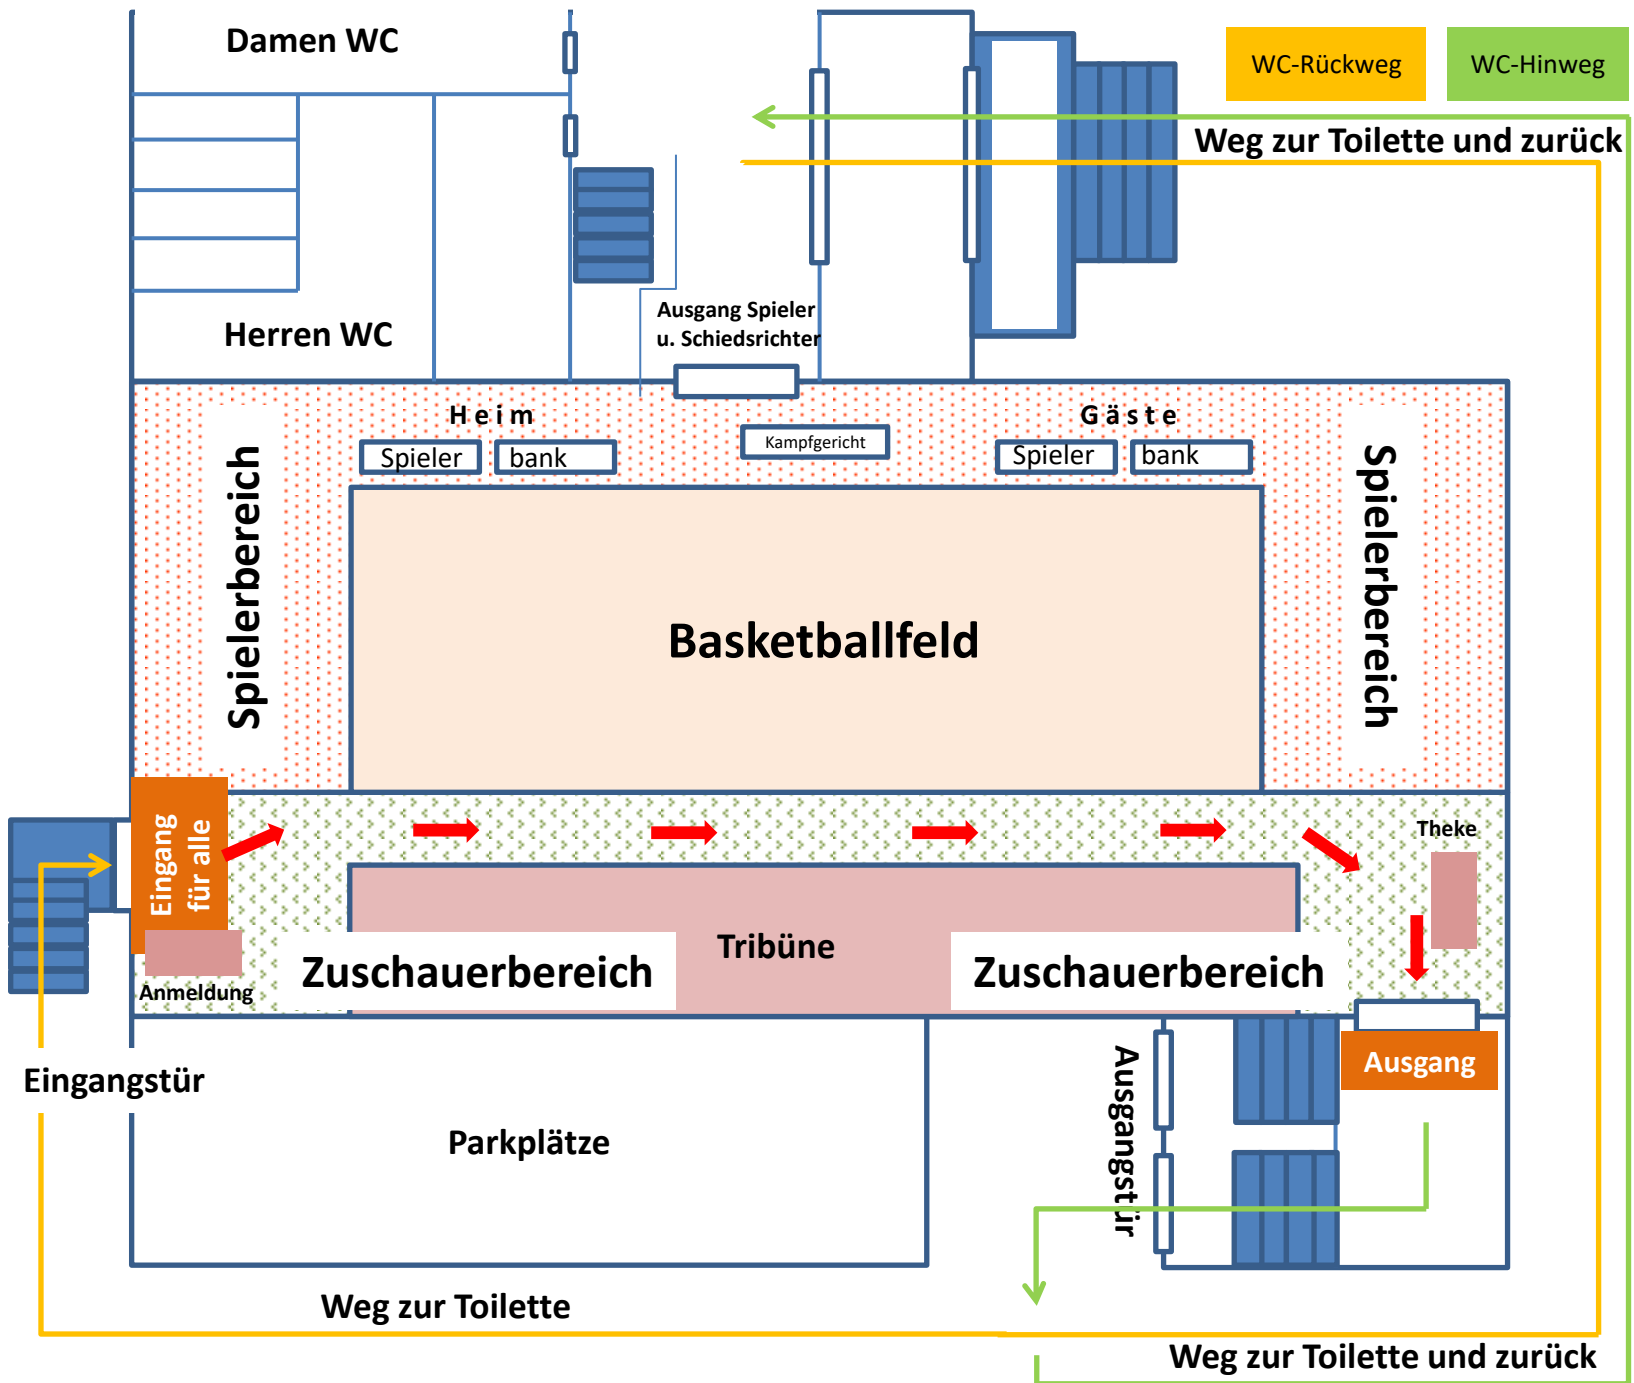 Damen WC
WC-Rückweg
WC-Hinweg
Weg zur Toilette und zurück
Herren WC
Ausgang Spieler
u. Schiedsrichter
Heim
Gäste
Spieler
bank
Kampfgericht
Spieler
bank
Spielerbereich
Spielerbereich
Basketballfeld
Eingang
für alle
Theke
Tribüne
Zuschauerbereich
Zuschauerbereich
Anmeldung
Eingangstür
Ausgang
Ausgangstür
Parkplätze
Weg zur Toilette
Weg zur Toilette und zurück